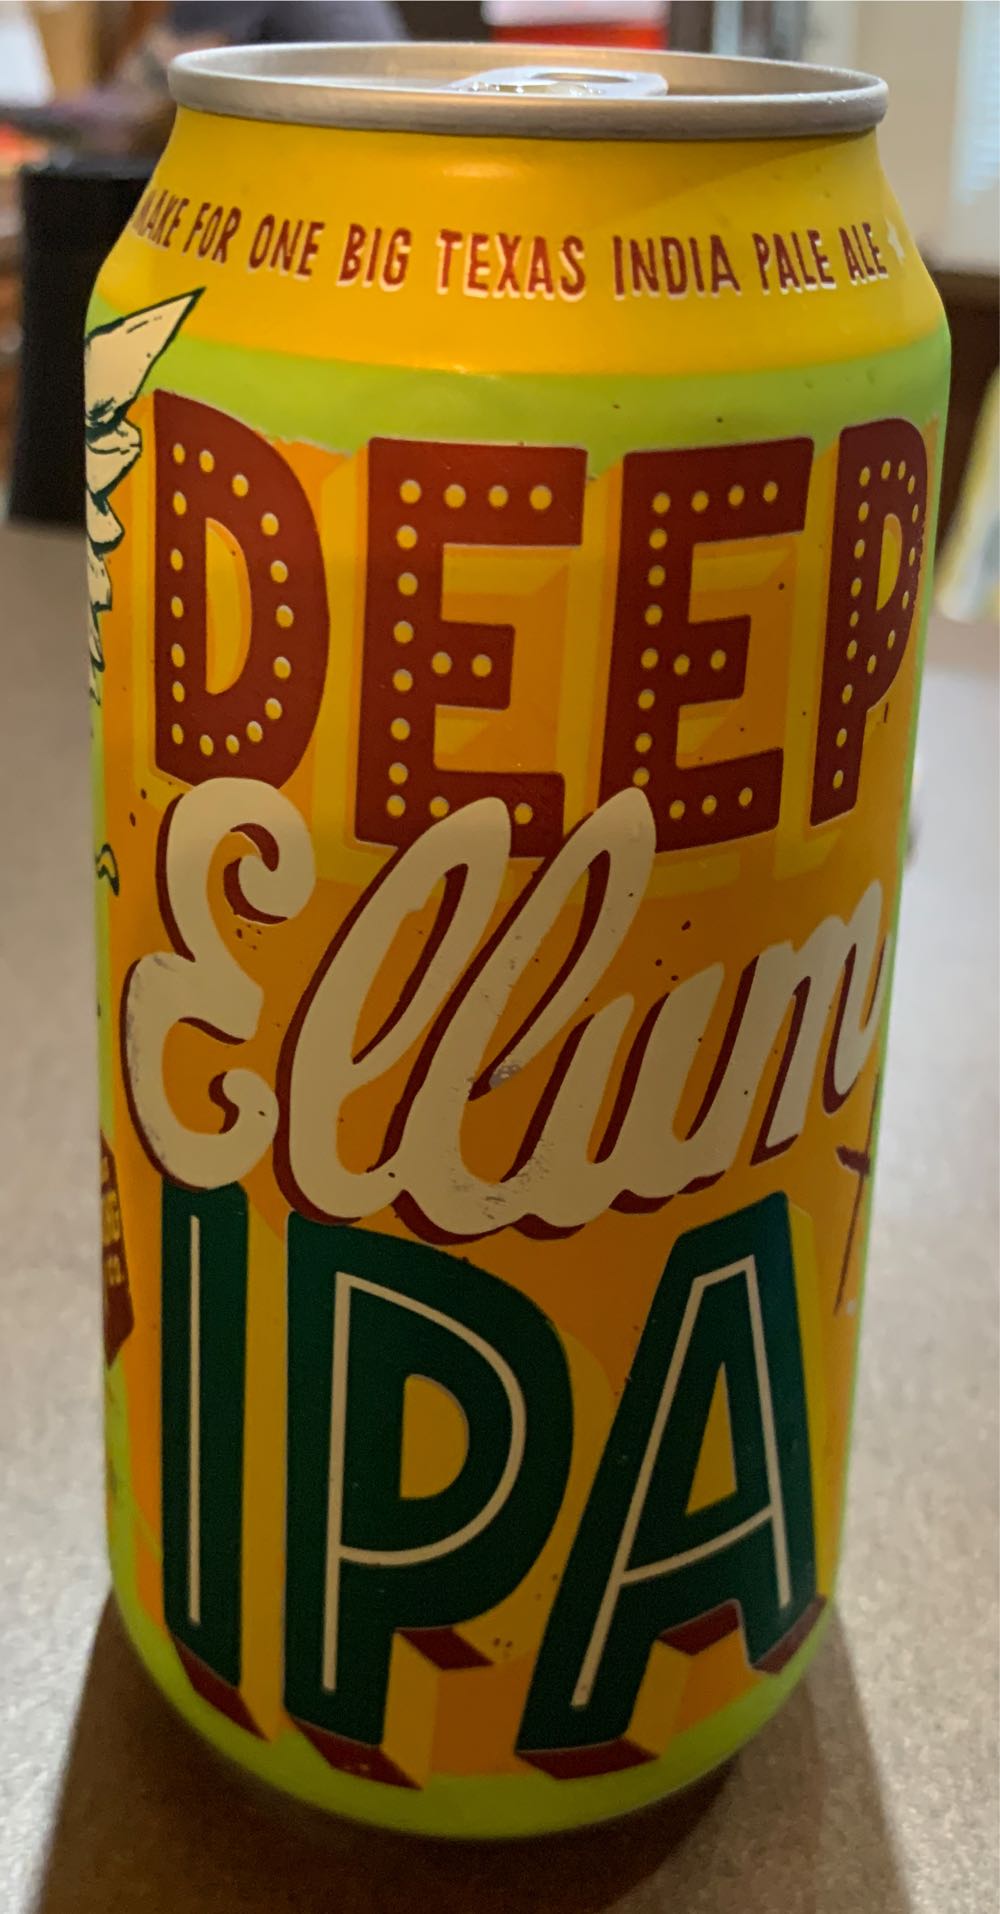 MAKE FOR ONE BIG TEXAS INDIA PALE ALE
DEEP
Ellum
IPA